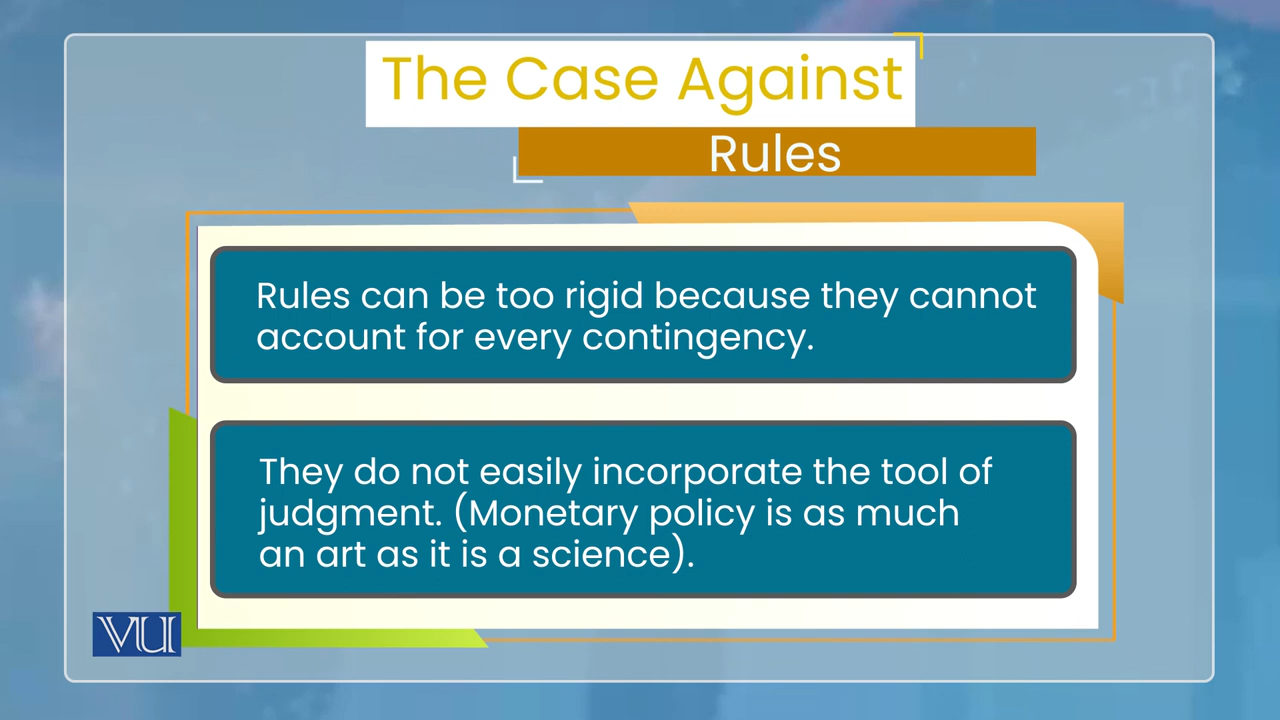 The Case Against
Rules
Rules can be too rigid because they cannot
account for every contingency.
They do not easily incorporate the tool of
judgment. (Monetary policy is as much
an art as it is a science).
VU